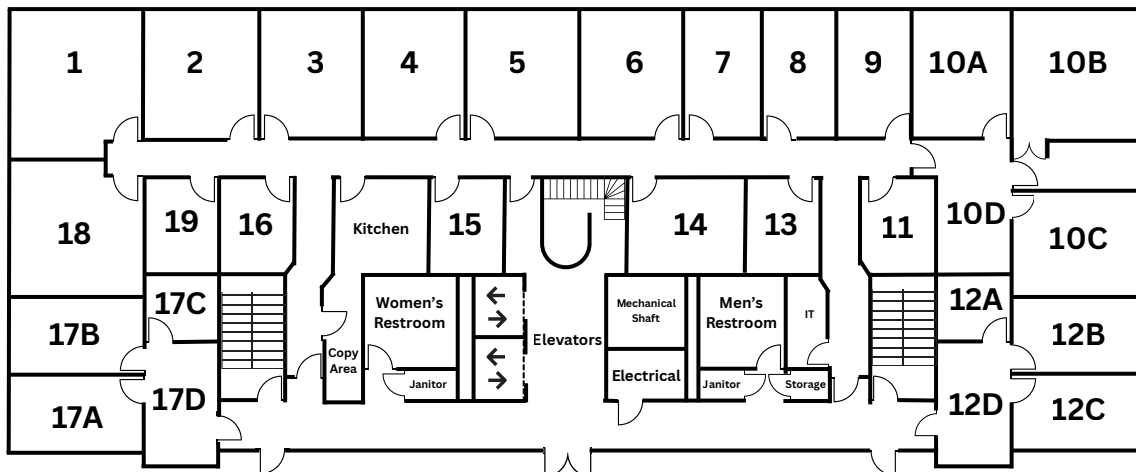 1
2
3
4
5
6
7
8
9
10A
10B
18
19
16
Kitchen
15
14
13
11
10D
10C
17C
17B
Women's
Restroom
Mechanical
Shaft
Men's
Restroom
IT
12A
12B
Elevators
Copy
Area
Janitor
Electrical
Janitor
Storage
17A
17D
12D
12C